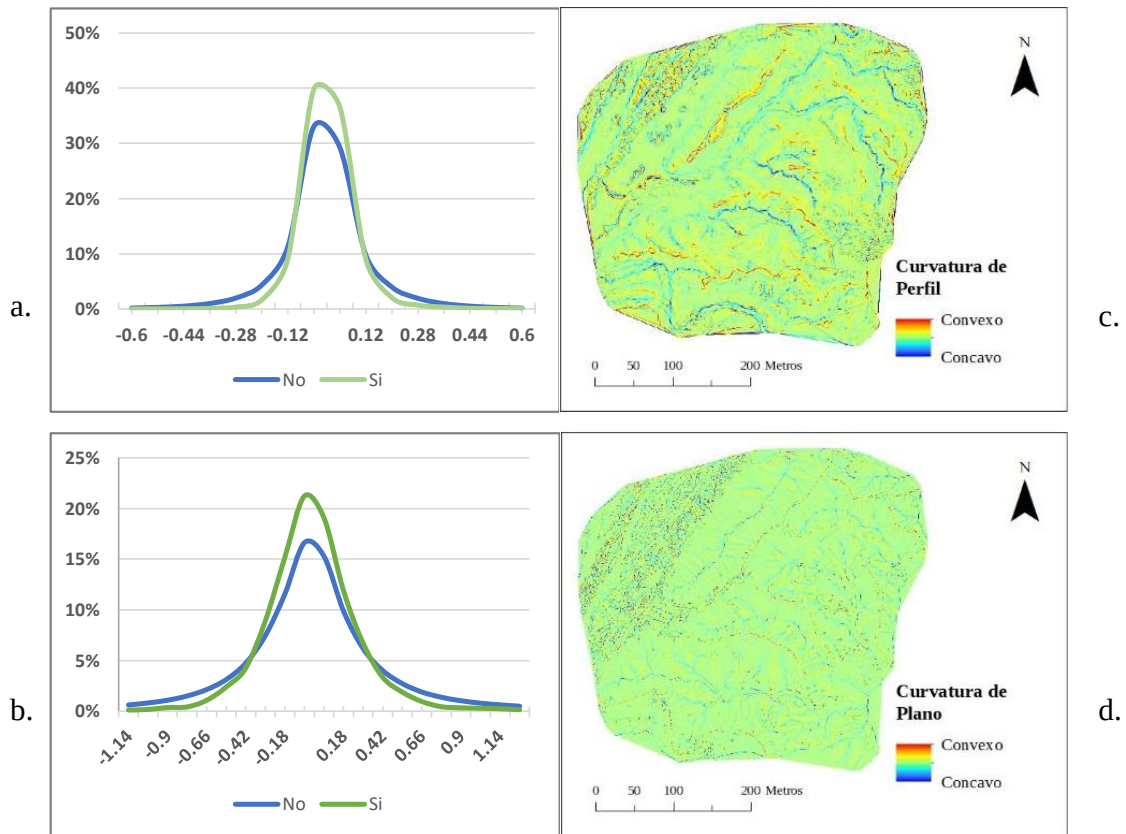 50%
40%
30%
20%
10%
0%
-0.6 -0.44 -0.28 -0.12 0.12 0.28 0.44 0.6
No Si
a.
N
Curvatura de
Perfil
Convexo
Concavo
0 50 100 200 Metros
c.
25%
20%
15%
10%
5%
0%
-1.14 -0.9 -0.66 -0.42 -0.18 0.18 0.42 0.66 0.9 1.14
No Si
b.
N
Curvatura de
Plano
Convexo
Concavo
0 50 100 200 Metros
d.